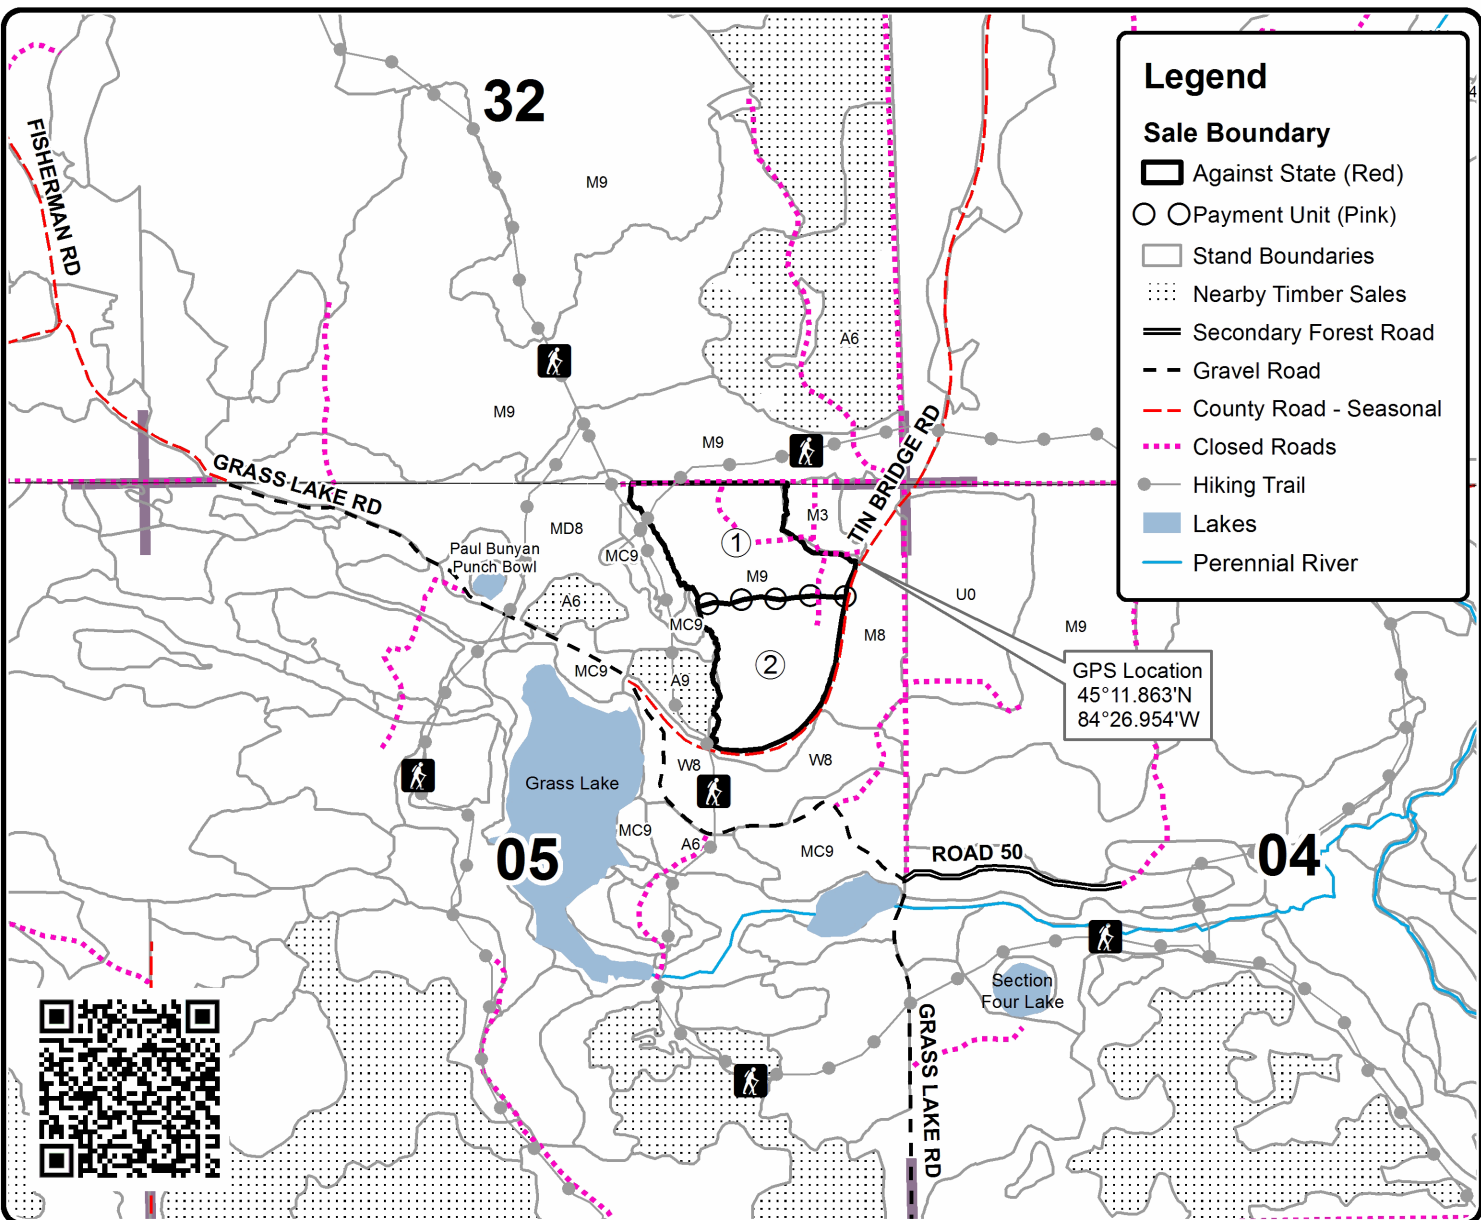 32
FISHERMAN RD
M9
A6
M9
M9
GRASS LAKE RD
TIN BRIDGE RD
MD8
M3
MC9
1
Paul Bunyan
Punch Bowl
M9
A6
U0
MC9
M8
M9
2
MC9
A9
GPS Location
45°11.863'N
84°26.954'W
W8
W8
Grass Lake
MC9
A6
MC9
05
ROAD 50
04
Section
Four Lake
GRASS LAKE RD
Legend
Sale Boundary
Against State (Red)
Payment Unit (Pink)
Stand Boundaries
Nearby Timber Sales
Secondary Forest Road
Gravel Road
County Road - Seasonal
Closed Roads
Hiking Trail
Lakes
Perennial River
4